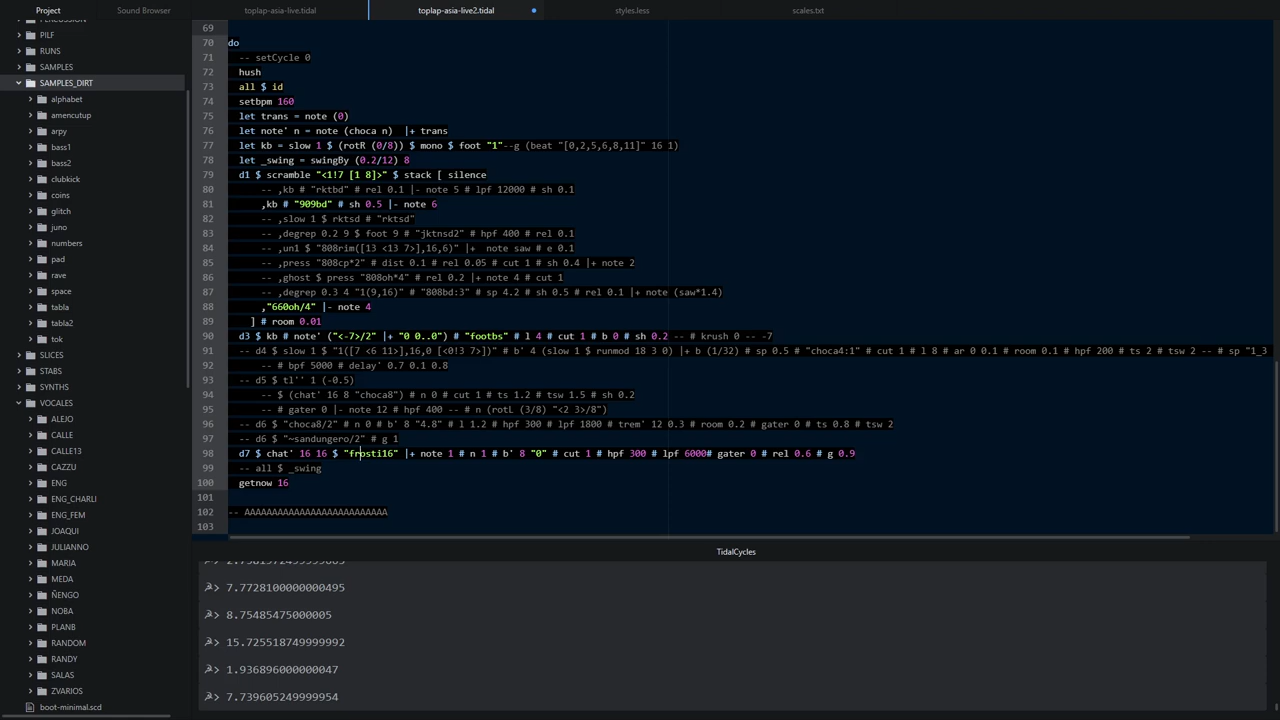 Project
Sound Browser
toplap-asia-live.tidal
toplap-asia-live2.tidal
styles.less
scales.txt
PERCUSSION
PILF
RUNS
SAMPLES
SAMPLES_DIRT
alphabet
amencutup
arpy
bass1
bass2
clubkick
coins
glitch
juno
numbers
pad
rave
space
tabla
tabla2
tok
SLICES
STABS
SYNTHS
VOCALES
ALEJO
CALLE
CALLE13
CAZZU
ENG
ENG_CHARLI
ENG_FEM
JOAQUI
JULIANNO
MARIA
MEDA
ÑENGO
NOBA
PLANB
RANDOM
RANDY
SALAS
ZVARIOS
boot-minimal.scd
69
70 do
71 -- setCycle 0
72 hush
73 all $ id
74 setbpm 160
75 let trans = note (0)
76 let note' n = note (choca n)  |+ trans
77 let kb = slow 1 $ (rotR (0/8)) $ mono $ foot "1"--g (beat "[0,2,5,6,8,11]" 16 1)
78 let _swing = swingBy (0.2/12) 8
79 d1 $ scramble "<1!7 [1 8]>" $ stack [ silence
80 -- ,kb # "rktbd" # rel 0.1 |- note 5 # lpf 12000 # sh 0.1
81 ,kb # "909bd" # sh 0.5 |- note 6
82 -- ,slow 1 $ rktsd # "rktsd"
83 -- ,degrep 0.2 9 $ foot 9 # "jktnsd2" # hpf 400 # rel 0.1
84 -- ,un1 $ "808rim([13 <13 7>],16,6)" |+  note saw # e 0.1
85 -- ,press "808cp*2" # dist 0.1 # rel 0.05 # cut 1 # sh 0.4 |+ note 2
86 -- ,ghost $ press "808oh*4" # rel 0.2 |+ note 4 # cut 1
87 -- ,degrep 0.3 4 "1(9,16)" # "808bd:3" # sp 4.2 # sh 0.5 # rel 0.1 |+ note (saw*1.4)
88 ,"660oh/4" |- note 4
89 ] # room 0.01
90 d3 $ kb # note' ("<-7>/2" |+ "0 0..0") # "footbs" # l 4 # cut 1 # b 0 # sh 0.2 -- # krush 0 -- -7
91 -- d4 $ slow 1 $ "1([7 <6 11>],16,0 [<0!3 7>])" # b' 4 (slow 1 $ runmod 18 3 0) |+ b (1/32) # sp 0.5 # "choca4:1" # cut 1 # l 8 # ar 0 0.1 # room 0.1 # hpf 200 # ts 2 # tsw 2 -- # sp "1_3
92 -- # bpf 5000 # delay' 0.7 0.1 0.8
93 -- d5 $ tl'' 1 (-0.5)
94 -- $ (chat' 16 8 "choca8") # n 0 # cut 1 # ts 1.2 # tsw 1.5 # sh 0.2
95 -- # gater 0 |- note 12 # hpf 400 -- # n (rotL (3/8) "<2 3>/8")
96 -- d6 $ "choca8/2" # n 0 # b' 8 "4.8" # l 1.2 # hpf 300 # lpf 1800 # trem' 12 0.3 # room 0.2 # gater 0 # ts 0.8 # tsw 2
97 -- d6 $ "~sandungero/2" # g 1
98 d7 $ chat' 16 16 $ "frosti16" |+ note 1 # n 1 # b' 8 "0" # cut 1 # hpf 300 # lpf 6000# gater 0 # rel 0.6 # g 0.9
99 -- all $ _swing
100 getnow 16
101
102 -- AAAAAAAAAAAAAAAAAAAAAAAAAA
103
TidalCycles
> 7.7728100000000495
> 8.75485475000005
> 15.725518749999992
> 1.936896000000047
> 7.739605249999954